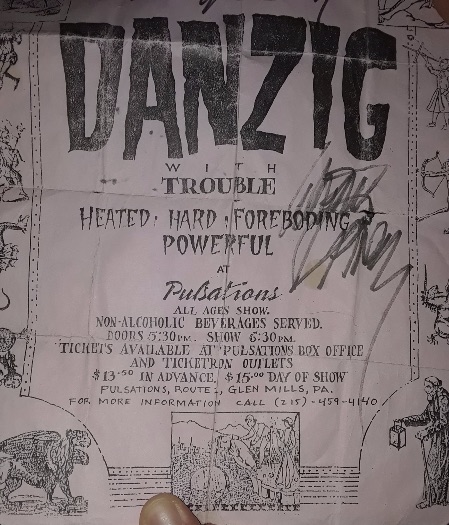 DANZIG
WITH
TROUBLE
HEATED · HARD · FOREBODING
POWERFUL
AT
Pulsations
ALL AGES SHOW.
NON-ALCOHOLIC BEVERAGES SERVED.
DOORS 5:30PM. SHOW 6:30PM.
TICKETS AVAILABLE AT PULSATIONS BOX OFFICE
AND TICKETRON OUTLETS
$13.50 IN ADVANCE. $15.00 DAY OF SHOW
PULSATIONS, ROUTE 1, GLEN MILLS, PA.
FOR MORE INFORMATION CALL (215)-459-4140